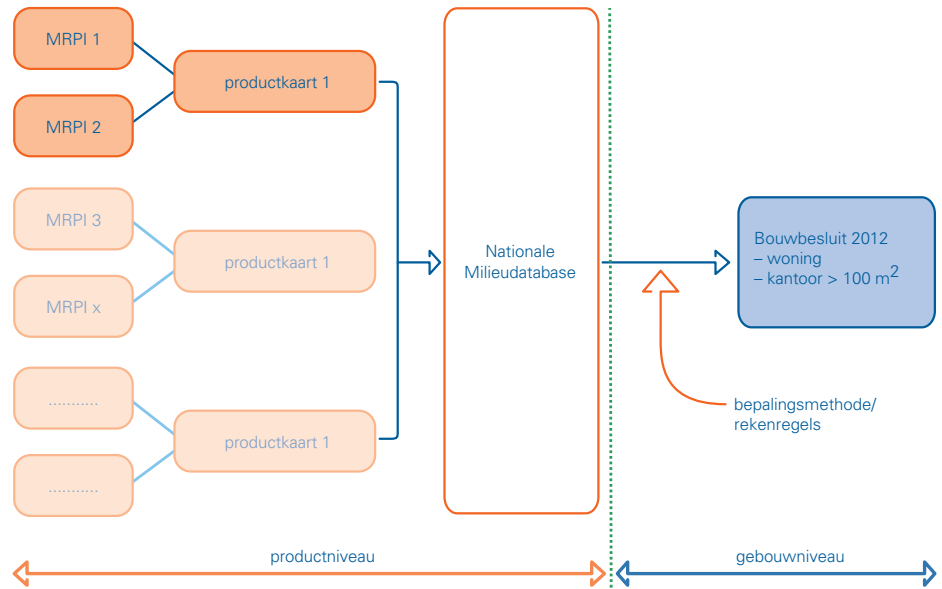 MRPI 1
MRPI 2
productkaart 1
MRPI 3
MRPI x
productkaart 1
...........
...........
productkaart 1
Nationale
Milieudatabase
Bouwbesluit 2012
– woning
– kantoor > 100 m²
bepalingsmethode/
rekenregels
productniveau
gebouwniveau